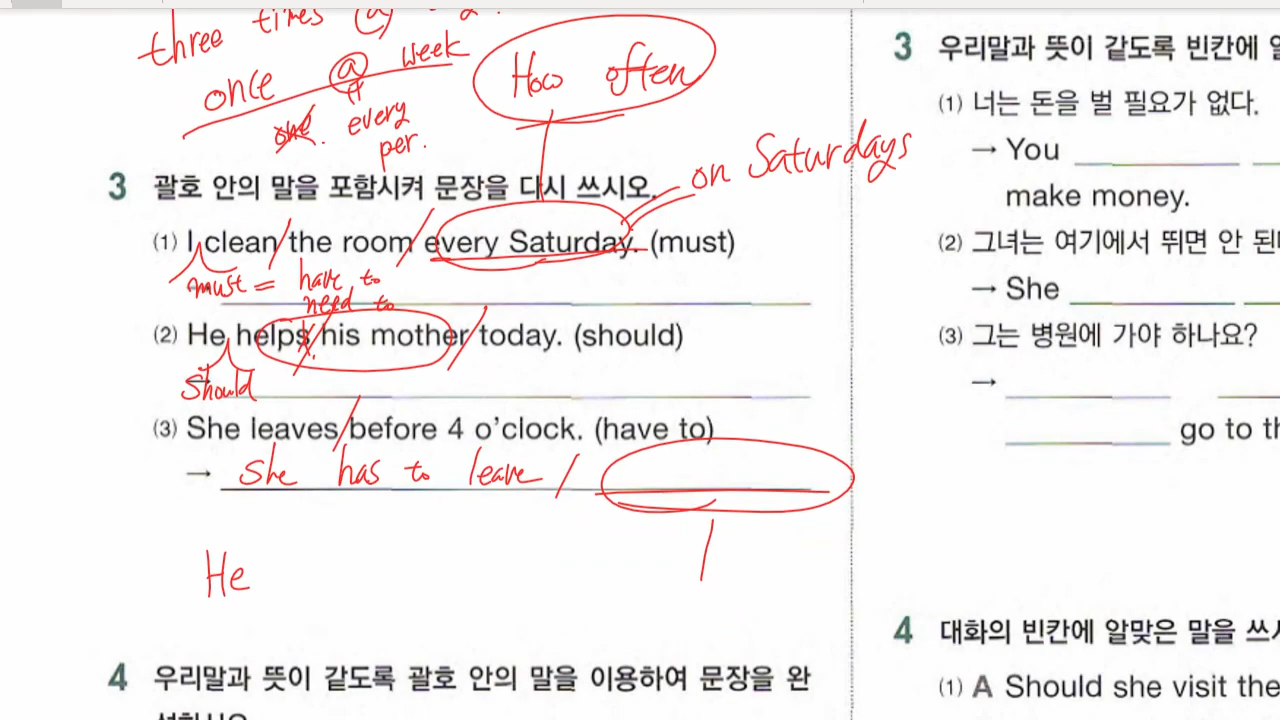 three times ⓐ
once ⓐ week
one. every
per.
How often
on Saturdays
3 괄호 안의 말을 포함시켜 문장을 다시 쓰시오.
(1) I clean / the room / every Saturday. (must)
must = have to
need to
(2) He helps / his mother / today. (should)
should
(3) She leaves / before 4 o'clock. (have to)
→ she has to leave /
He
4 우리말과 뜻이 같도록 괄호 안의 말을 이용하여 문장을 완
3 우리말과 뜻이 같도록 빈칸에
(1) 너는 돈을 벌 필요가 없다.
→ You
make money.
(2) 그녀는 여기에서 뛰면 안
→ She
(3) 그는 병원에 가야 하나요?
→
go to
4 대화의 빈칸에 알맞은 말을
(1) A Should she visit the